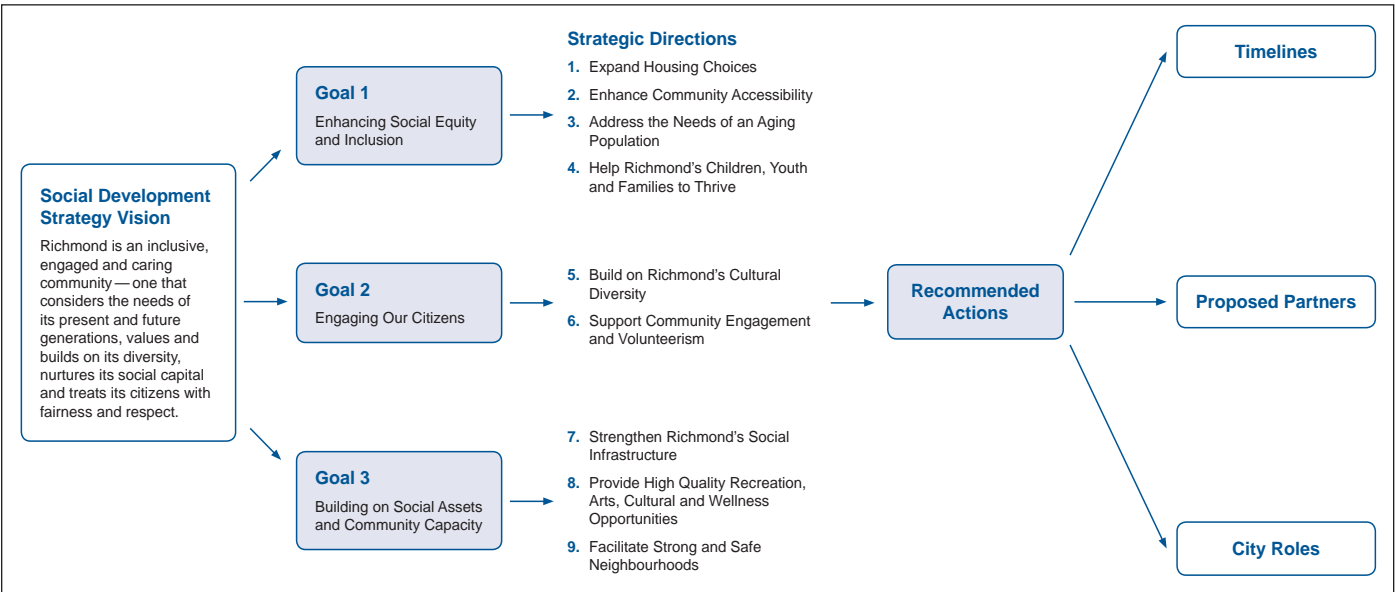 Social Development
Strategy Vision
Richmond is an inclusive,
engaged and caring
community — one that
considers the needs of
its present and future
generations, values and
builds on its diversity,
nurtures its social capital
and treats its citizens with
fairness and respect.
Goal 1
Enhancing Social Equity
and Inclusion
Goal 2
Engaging Our Citizens
Goal 3
Building on Social Assets
and Community Capacity
Strategic Directions
1. Expand Housing Choices
2. Enhance Community Accessibility
3. Address the Needs of an Aging
Population
4. Help Richmond’s Children, Youth
and Families to Thrive
5. Build on Richmond’s Cultural
Diversity
6. Support Community Engagement
and Volunteerism
7. Strengthen Richmond’s Social
Infrastructure
8. Provide High Quality Recreation,
Arts, Cultural and Wellness
Opportunities
9. Facilitate Strong and Safe
Neighbourhoods
Recommended
Actions
Timelines
Proposed Partners
City Roles